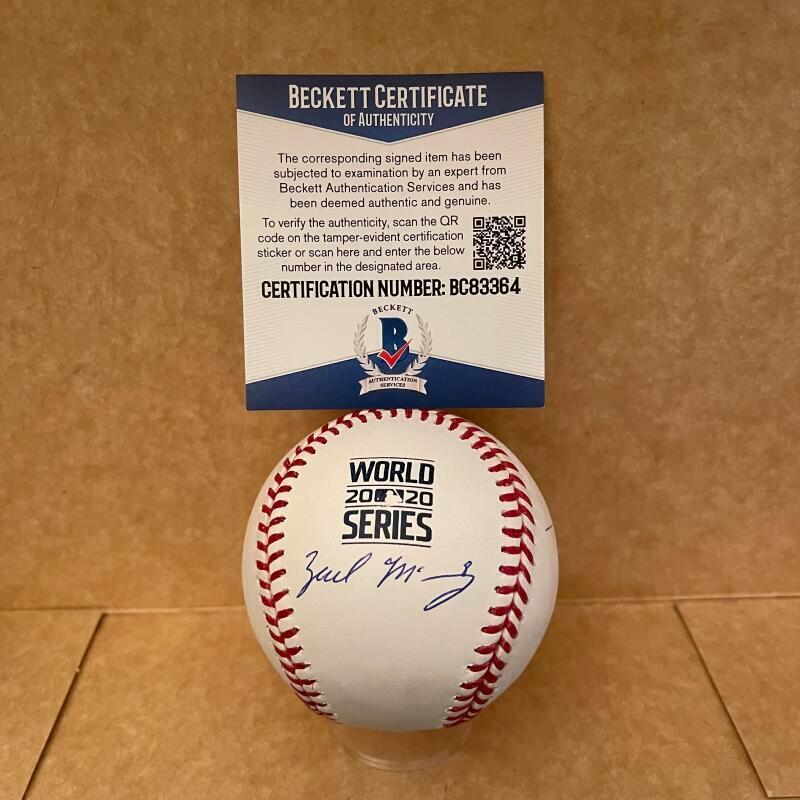 BECKETT CERTIFICATE
OF AUTHENTICITY
The corresponding signed item has been
subjected to examination by an expert from
Beckett Authentication Services and has
been deemed authentic and genuine.
To verify the authenticity, scan the QR
code on the tamper-evident certification
sticker or scan here and enter the below
number in the designated area.
CERTIFICATION NUMBER: BC83364
BECKETT
B
AUTHENTICATION
SERVICES
WORLD
20 20
SERIES